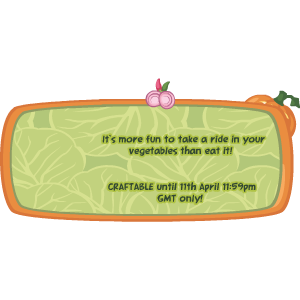 It's more fun to take a ride in your
vegetables than eat it!
CRAFTABLE until 11th April 11:59pm
GMT only!